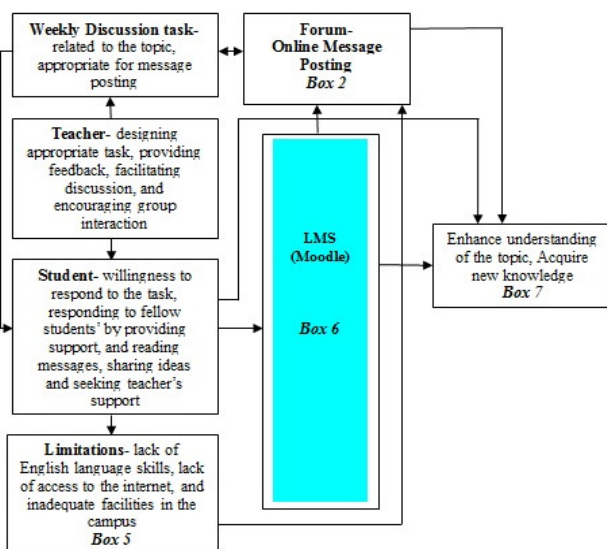 Weekly Discussion task-
related to the topic,
appropriate for message
posting
Forum-
Online Message
Posting
Box 2
Teacher- designing
appropriate task, providing
feedback, facilitating
discussion, and
encouraging group
interaction
LMS
(Moodle)
Box 6
Enhance understanding
of the topic, Acquire
new knowledge
Box 7
Student- willingness to
respond to the task,
responding to fellow
students' by providing
support, and reading
messages, sharing ideas
and seeking teacher's
support
Limitations- lack of
English language skills, lack
of access to the internet, and
inadequate facilities in the
campus
Box 5